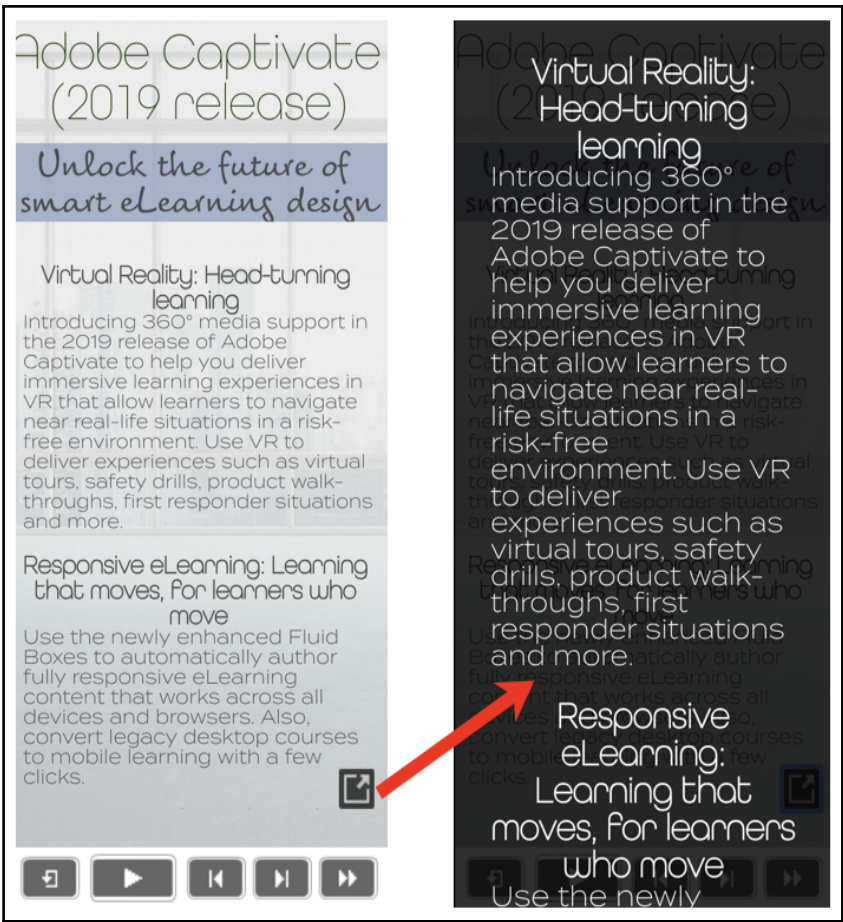 Adobe Captivate
(2019 release)
Unlock the future of
smart eLearning design
Virtual Reality: Head-turning
learning
Introducing 360° media support in
the 2019 release of Adobe
Captivate to help you deliver
immersive learning experiences in
VR that allow learners to navigate
near real-life situations in a risk-
free environment. Use VR to
deliver experiences such as virtual
tours, safety drills, product walk-
throughs, first responder situations
and more.
Responsive eLearning: Learning
that moves, for learners who
move
Use the newly enhanced Fluid
Boxes to automatically author
fully responsive eLearning
content that works across all
devices and browsers. Also,
convert legacy desktop courses
to mobile learning with a few
clicks.
Virtual Reality:
Head-turning
learning
Introducing 360°
media support in the
2019 release of
Adobe Captivate to
help you deliver
immersive learning
experiences in VR
that allow learners to
navigate near real-
life situations in a
risk-free
environment. Use VR
to deliver
experiences such as
virtual tours, safety
drills, product walk-
throughs, first
responder situations
and more.
Responsive
eLearning:
Learning that
moves, for learners
who move
Use the newly